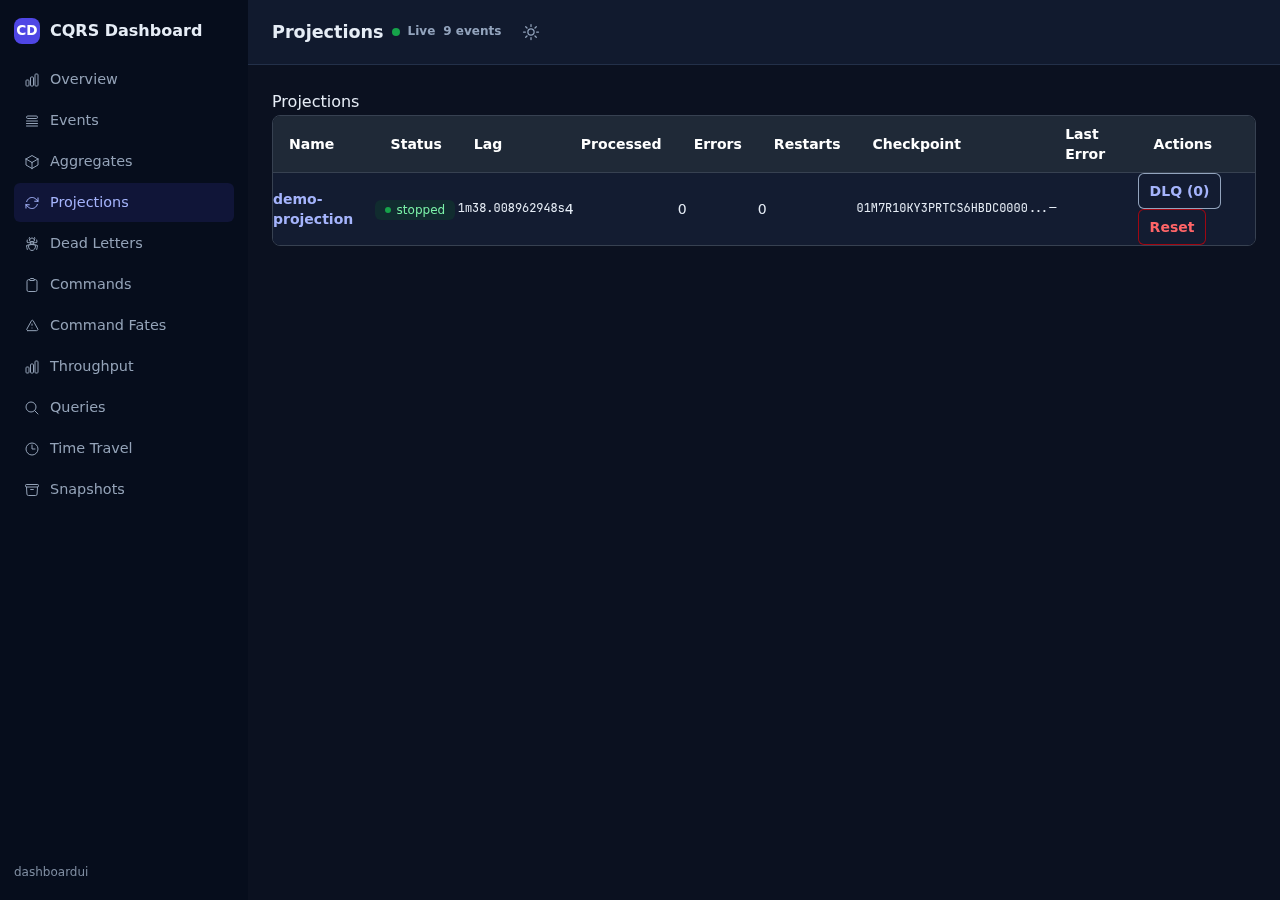 CD CQRS Dashboard
Overview
Events
Aggregates
Projections
Dead Letters
Commands
Command Fates
Throughput
Queries
Time Travel
Snapshots
dashboardui
Projections Live 9 events
Projections
Name Status Lag Processed Errors Restarts Checkpoint Last Error Actions
demo-projection stopped 1m38.008962948s 4 0 0 01M7R10KY3PRTCS6HBDC0000... — DLQ (0)
Reset